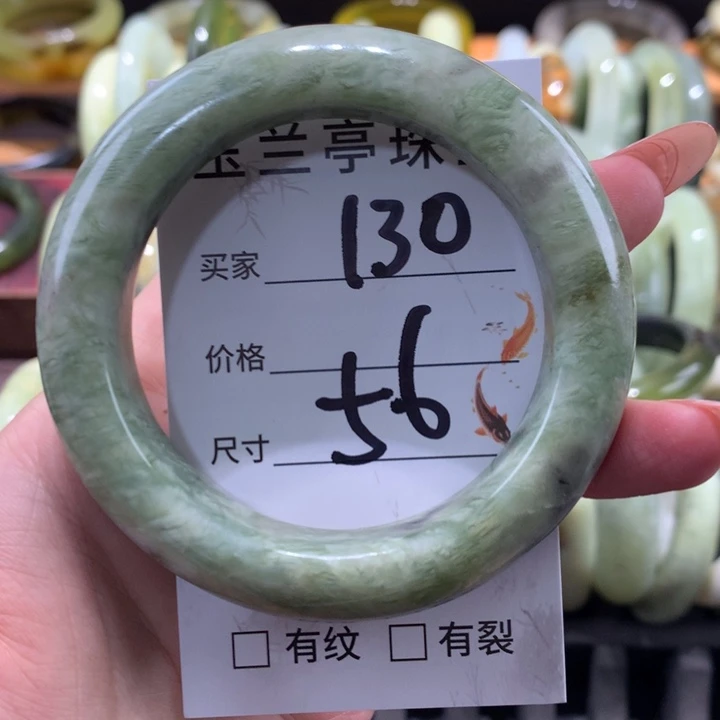 玉兰亭珠
买家 130
价格
尺寸 56
□ 有纹 □ 有裂